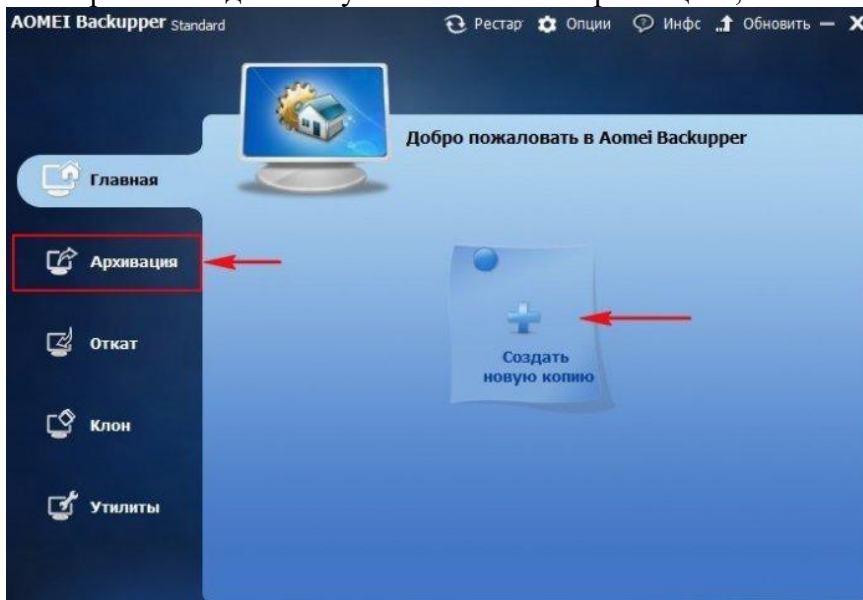 AOMEI Backupper Standard
Рестар Опции Инфс Обновить
Добро пожаловать в Aomei Backupper
Главная
Архивация
Откат
Клон
Утилиты
Создать
новую копию